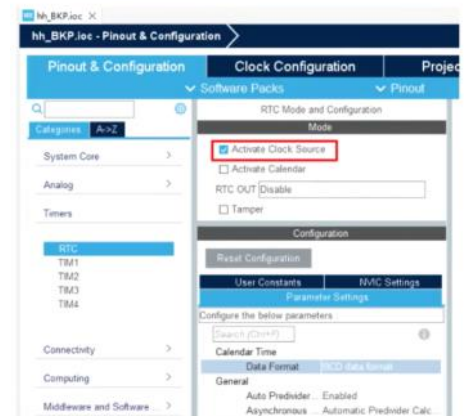 hh_BKP.ioc
hh_BKP.ioc - Pinout & Configuration
Pinout & Configuration
Clock Configuration
Projec
Software Packs
Pinout
Categories A->Z
System Core
Analog
Timers
RTC
TIM1
TIM2
TIM3
TIM4
Connectivity
Computing
Middleware and Software ...
RTC Mode and Configuration
Mode
Activate Clock Source
Activate Calendar
RTC OUT Disable
Tamper
Configuration
Reset Configuration
User Constants
NVIC Settings
Parameter Settings
Configure the below parameters
Search (Ctrl+F)
Calendar Time
Data Format BCD data format
General
Auto Predivider ... Enabled
Asynchronous ... Automatic Predivider Calc...